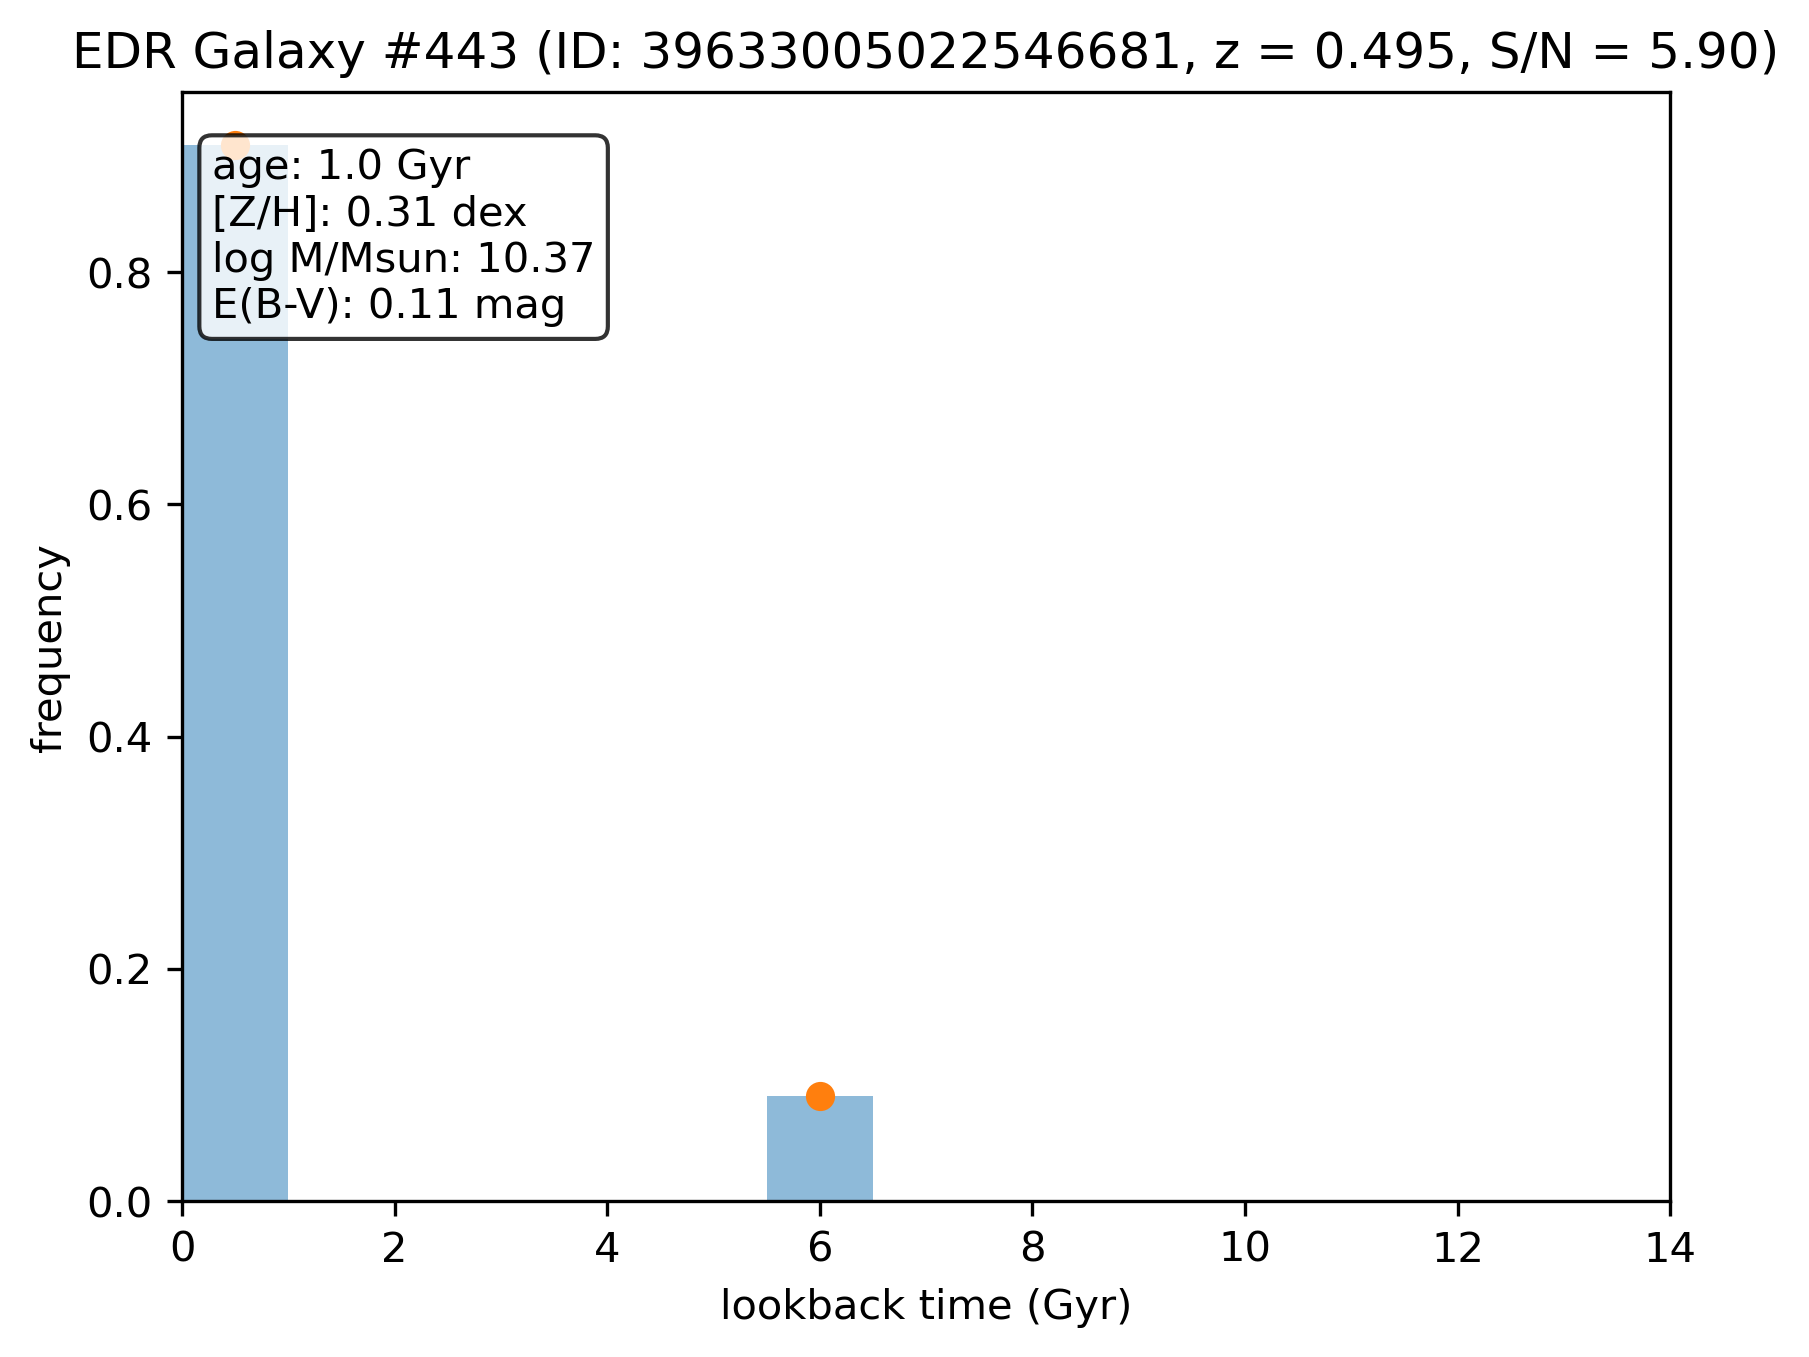 EDR Galaxy #443 (ID: 39633005022546681, z = 0.495, S/N = 5.90)
age: 1.0 Gyr
[Z/H]: 0.31 dex
log M/Msun: 10.37
E(B-V): 0.11 mag
frequency
0.8
0.6
0.4
0.2
0.0
0 2 4 6 8 10 12 14
lookback time (Gyr)